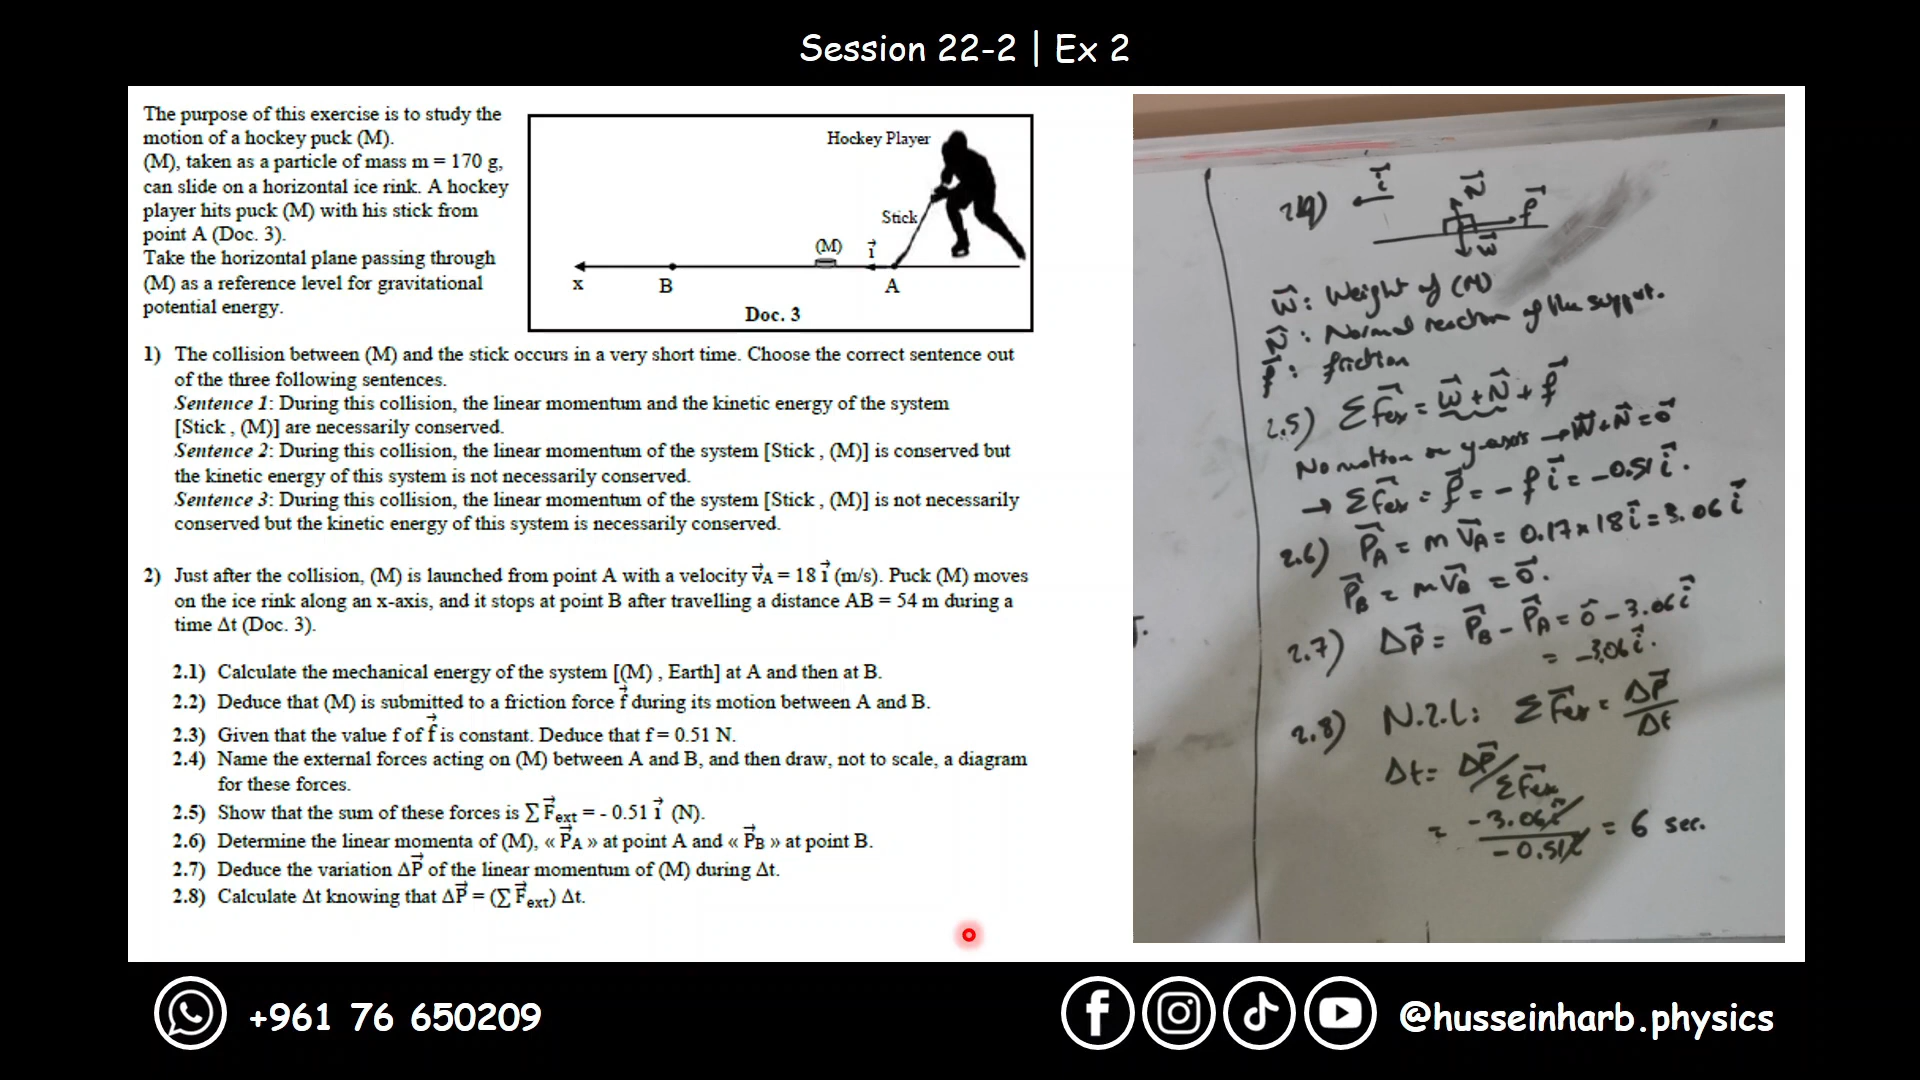 Session 22-2 | Ex 2
The purpose of this exercise is to study the
motion of a hockey puck (M).
(M), taken as a particle of mass m = 170 g,
can slide on a horizontal ice rink. A hockey
player hits puck (M) with his stick from
point A (Doc. 3).
Take the horizontal plane passing through
(M) as a reference level for gravitational
potential energy.
Hockey Player
Stick
(M)
i⃗
x
B
A
Doc. 3
1) The collision between (M) and the stick occurs in a very short time. Choose the correct sentence out
of the three following sentences.
Sentence 1: During this collision, the linear momentum and the kinetic energy of the system
[Stick , (M)] are necessarily conserved.
Sentence 2: During this collision, the linear momentum of the system [Stick , (M)] is conserved but
the kinetic energy of this system is not necessarily conserved.
Sentence 3: During this collision, the linear momentum of the system [Stick , (M)] is not necessarily
conserved but the kinetic energy of this system is necessarily conserved.
2) Just after the collision, (M) is launched from point A with a velocity v⃗A = 18 i⃗ (m/s). Puck (M) moves
on the ice rink along an x-axis, and it stops at point B after travelling a distance AB = 54 m during a
time Δt (Doc. 3).
2.1) Calculate the mechanical energy of the system [(M) , Earth] at A and then at B.
2.2) Deduce that (M) is submitted to a friction force f⃗ during its motion between A and B.
2.3) Given that the value f of f⃗ is constant. Deduce that f = 0.51 N.
2.4) Name the external forces acting on (M) between A and B, and then draw, not to scale, a diagram
for these forces.
2.5) Show that the sum of these forces is ∑ F⃗ext = - 0.51 i⃗ (N).
2.6) Determine the linear momenta of (M), « P⃗A » at point A and « P⃗B » at point B.
2.7) Deduce the variation ΔP⃗ of the linear momentum of (M) during Δt.
2.8) Calculate Δt knowing that ΔP⃗ = (∑ F⃗ext) Δt.
i⃗
N⃗
f⃗
W⃗
W⃗: Weight of (M)
N⃗: Normal reaction of the support.
f⃗: friction
2.5) ΣF⃗ex = W⃗ + N⃗ + f⃗
No motion on y-axis → W⃗+N⃗=0⃗
→ ΣF⃗ex = f⃗ = - f i⃗ = -0.51 i⃗.
2.6) P⃗A = m V⃗A = 0.17 x 18 i⃗ = 3.06 i⃗
P⃗B = m V⃗B = 0⃗.
2.7) ΔP⃗ = P⃗B - P⃗A = 0⃗ - 3.06 i⃗
= -3.06 i⃗.
2.8) N.2.L: ΣF⃗ex = ΔP⃗/Δt
Δt = ΔP⃗/ΣF⃗ex
= -3.06 i⃗ / -0.51 i⃗ = 6 sec.
+961 76 650209
@husseinharb.physics